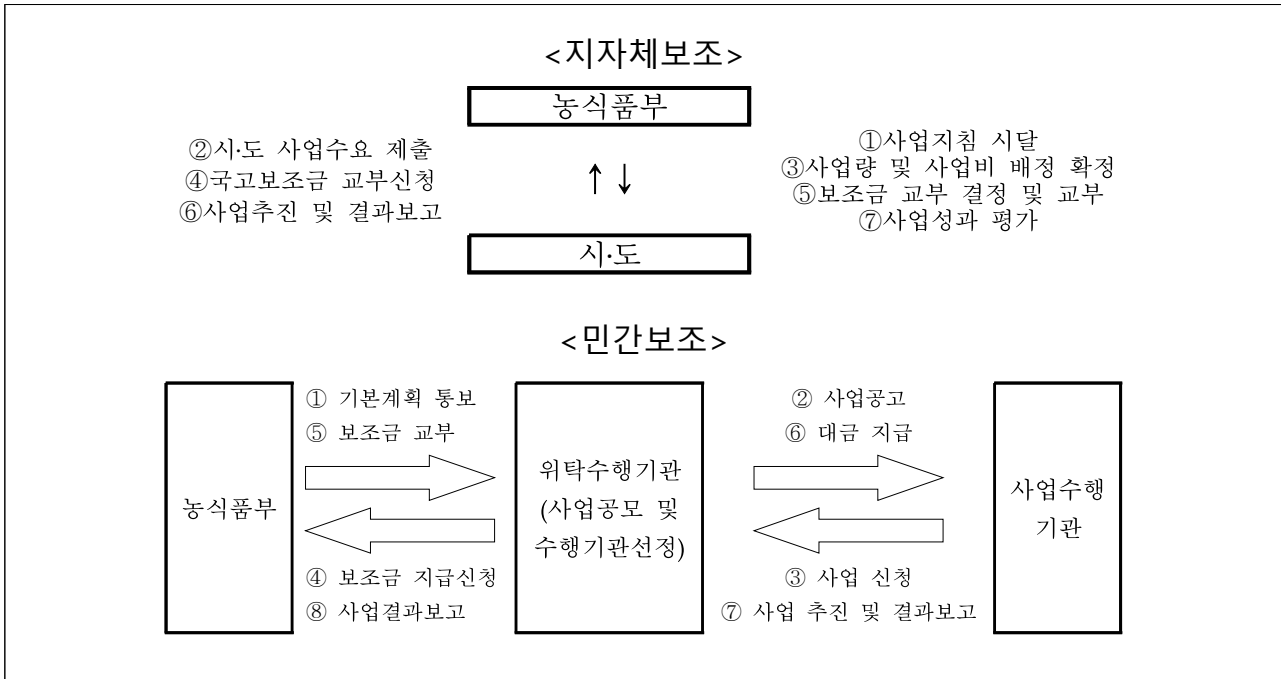 <지자체보조>
농식품부
②시·도 사업수요 제출
④국고보조금 교부신청
⑥사업추진 및 결과보고
↑↓
①사업지침 시달
③사업량 및 사업비 배정 확정
⑤보조금 교부 결정 및 교부
⑦사업성과 평가
시·도
<민간보조>
농식품부
① 기본계획 통보
⑤ 보조금 교부
④ 보조금 지급신청
⑧ 사업결과보고
위탁수행기관
(사업공모 및
수행기관선정)
② 사업공고
⑥ 대금 지급
③ 사업 신청
⑦ 사업 추진 및 결과보고
사업수행
기관